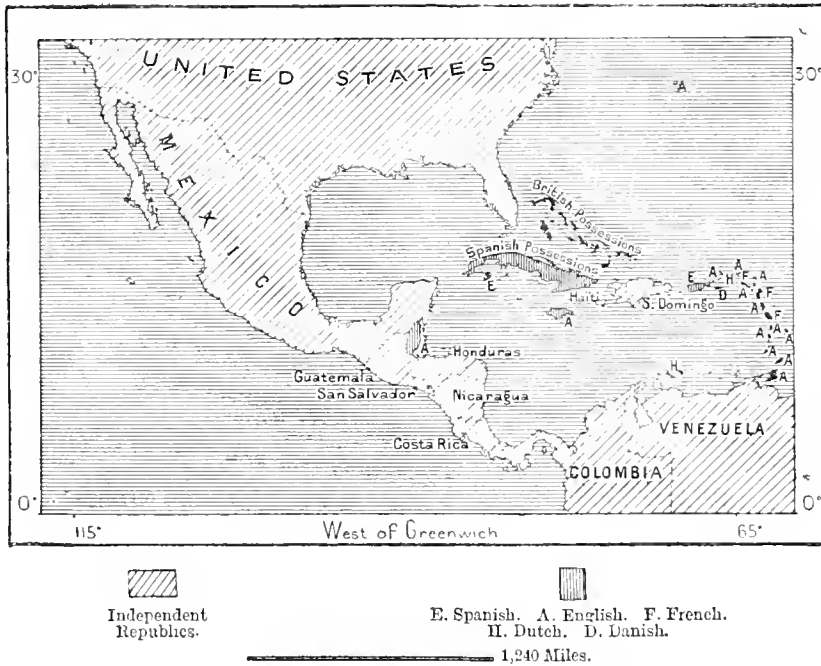 UNITED STATES
30°
30°
A
MEXICO
British Possessions
Spanish Possessions
E
E A H F A
A
D A F
Haiti
S. Domingo
A
A
F
A
A
A
A
A
A Honduras
H
Guatemala
San Salvador
Nicaragua
Costa Rica
VENEZUELA
COLOMBIA
0°
0°
115°
West of Greenwich
65°
Independent
Republics.
E. Spanish. A. English. F. French.
H. Dutch. D. Danish.
1,240 Miles.